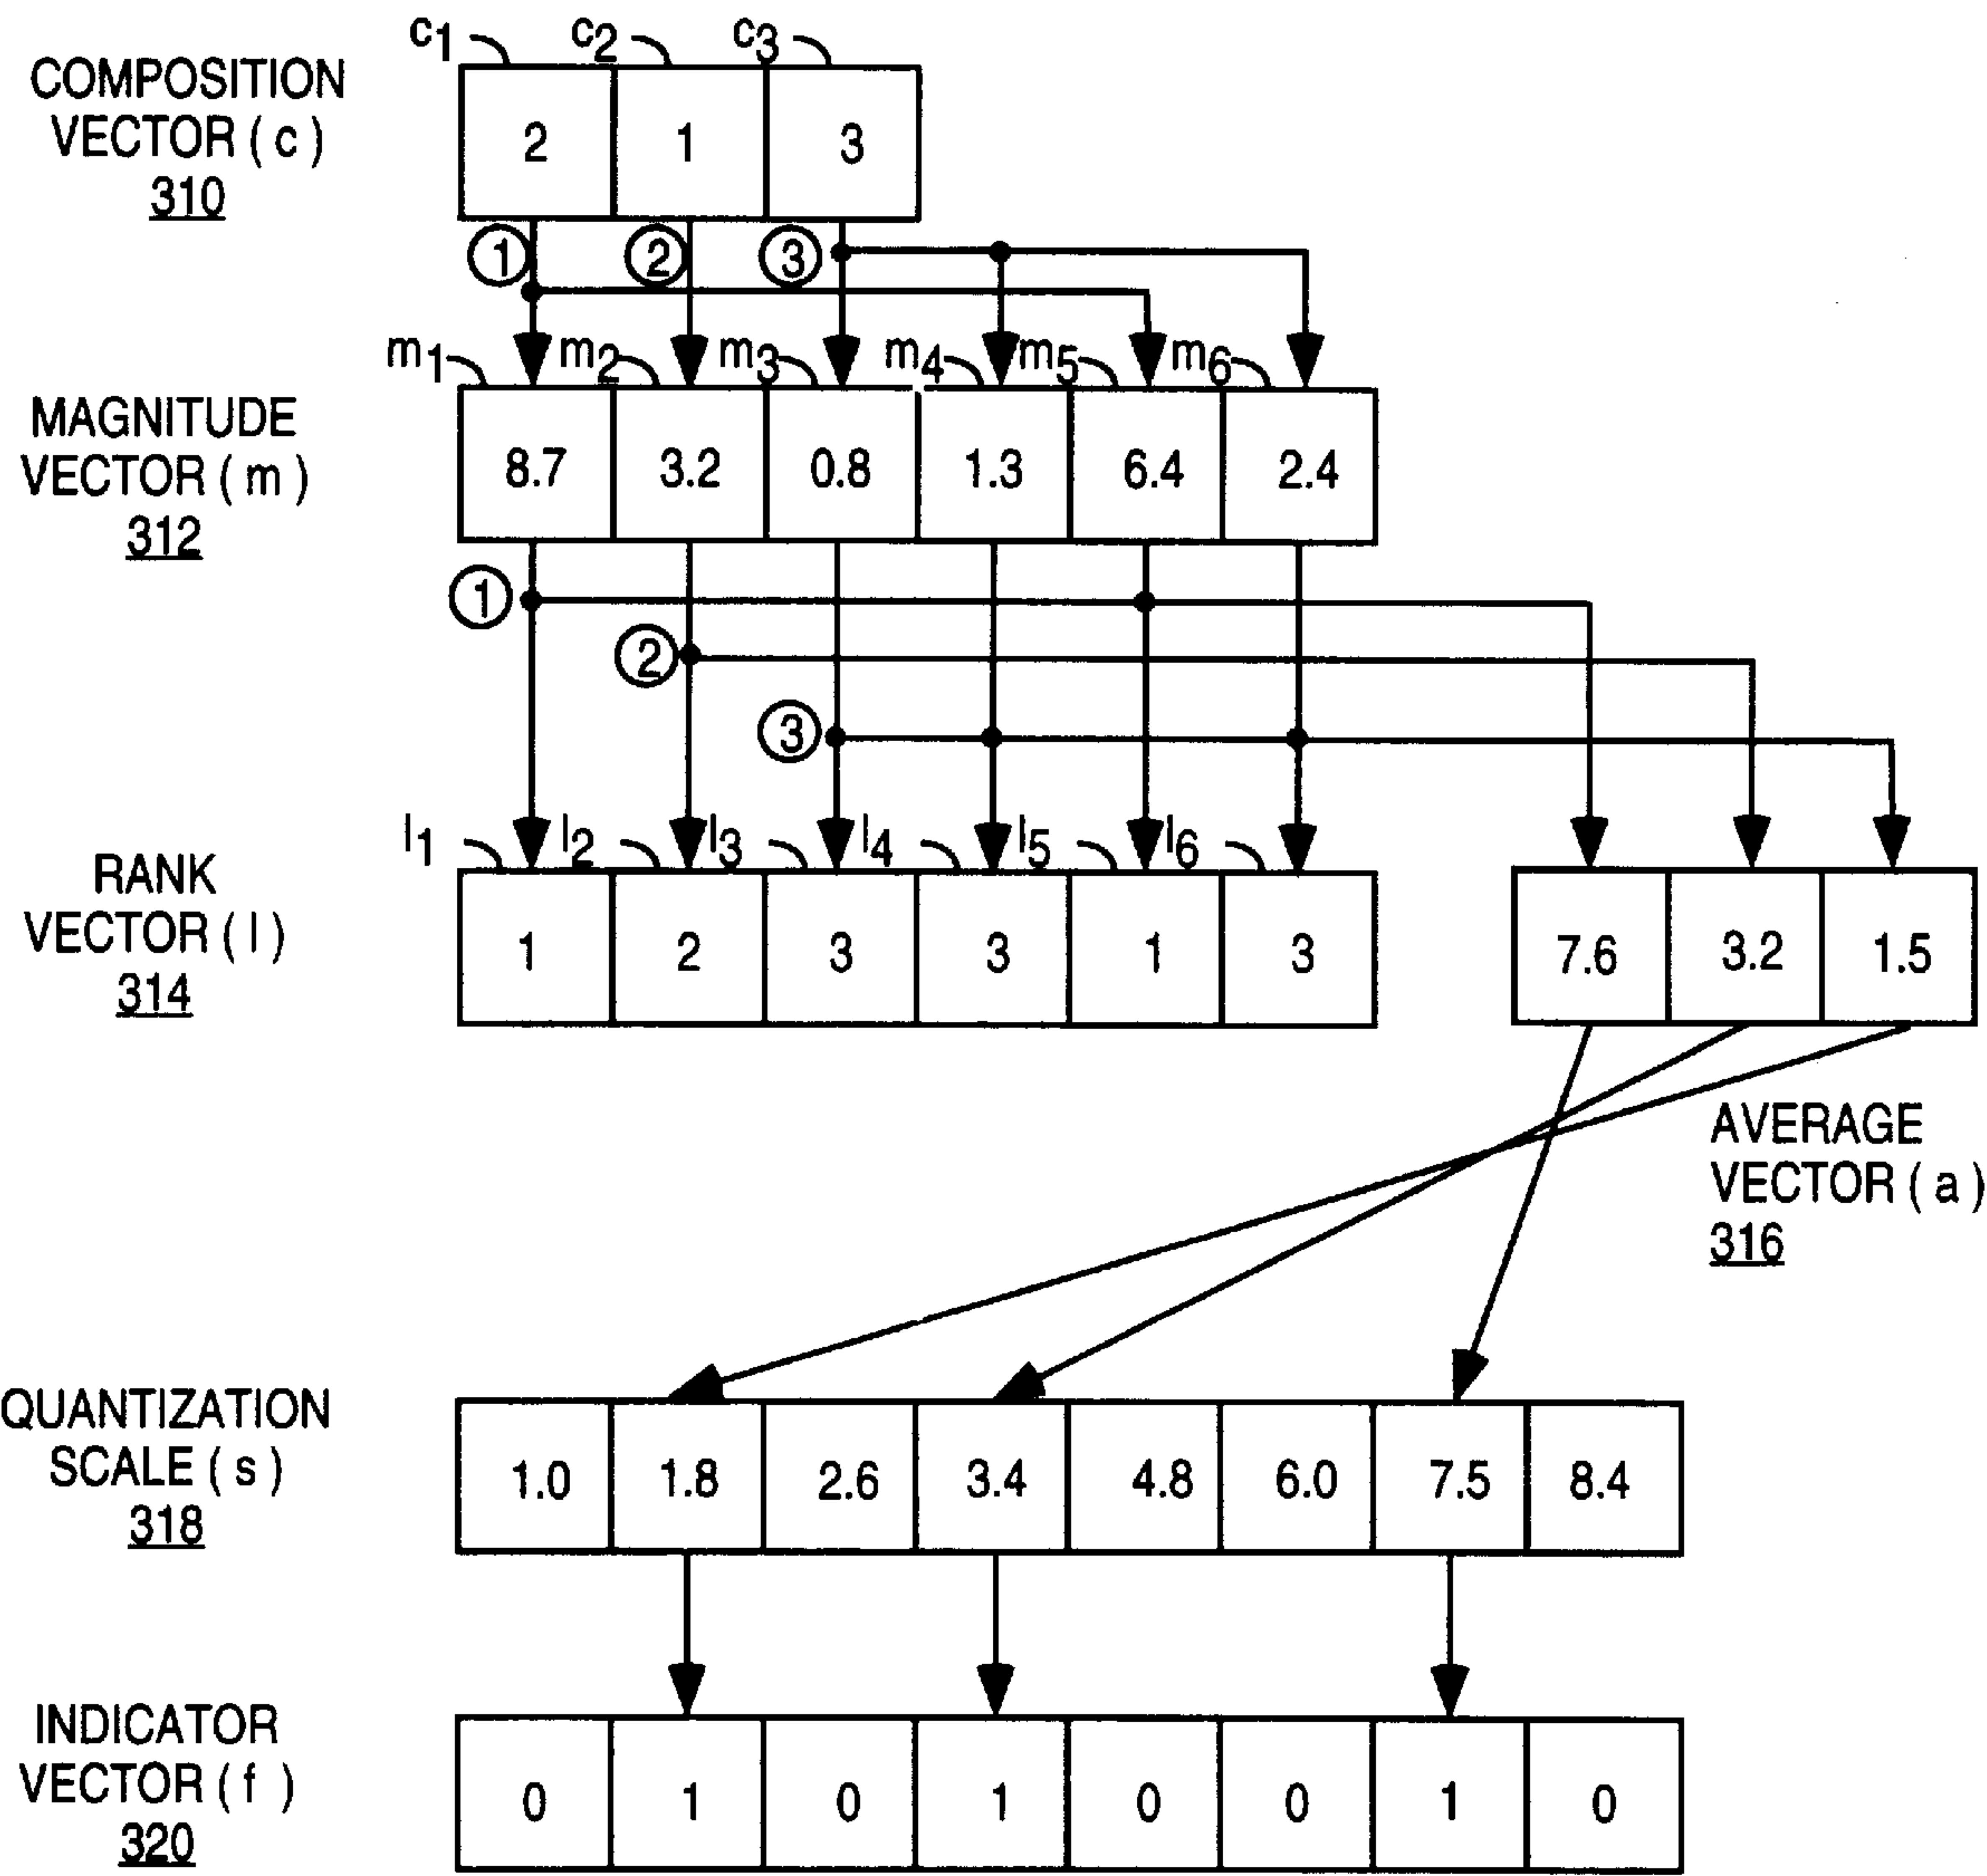 c1 c2 c3
COMPOSITION
VECTOR ( c )
310
2 1 3
1 2 3
m1 m2 m3 m4 m5 m6
MAGNITUDE
VECTOR ( m )
312
8.7 3.2 0.8 1.3 6.4 2.4
1
2
3
l1 l2 l3 l4 l5 l6
RANK
VECTOR ( l )
314
1 2 3 3 1 3
7.6 3.2 1.5
AVERAGE
VECTOR ( a )
316
QUANTIZATION
SCALE ( s )
318
1.0 1.8 2.6 3.4 4.8 6.0 7.5 8.4
INDICATOR
VECTOR ( f )
320
0 1 0 1 0 0 1 0